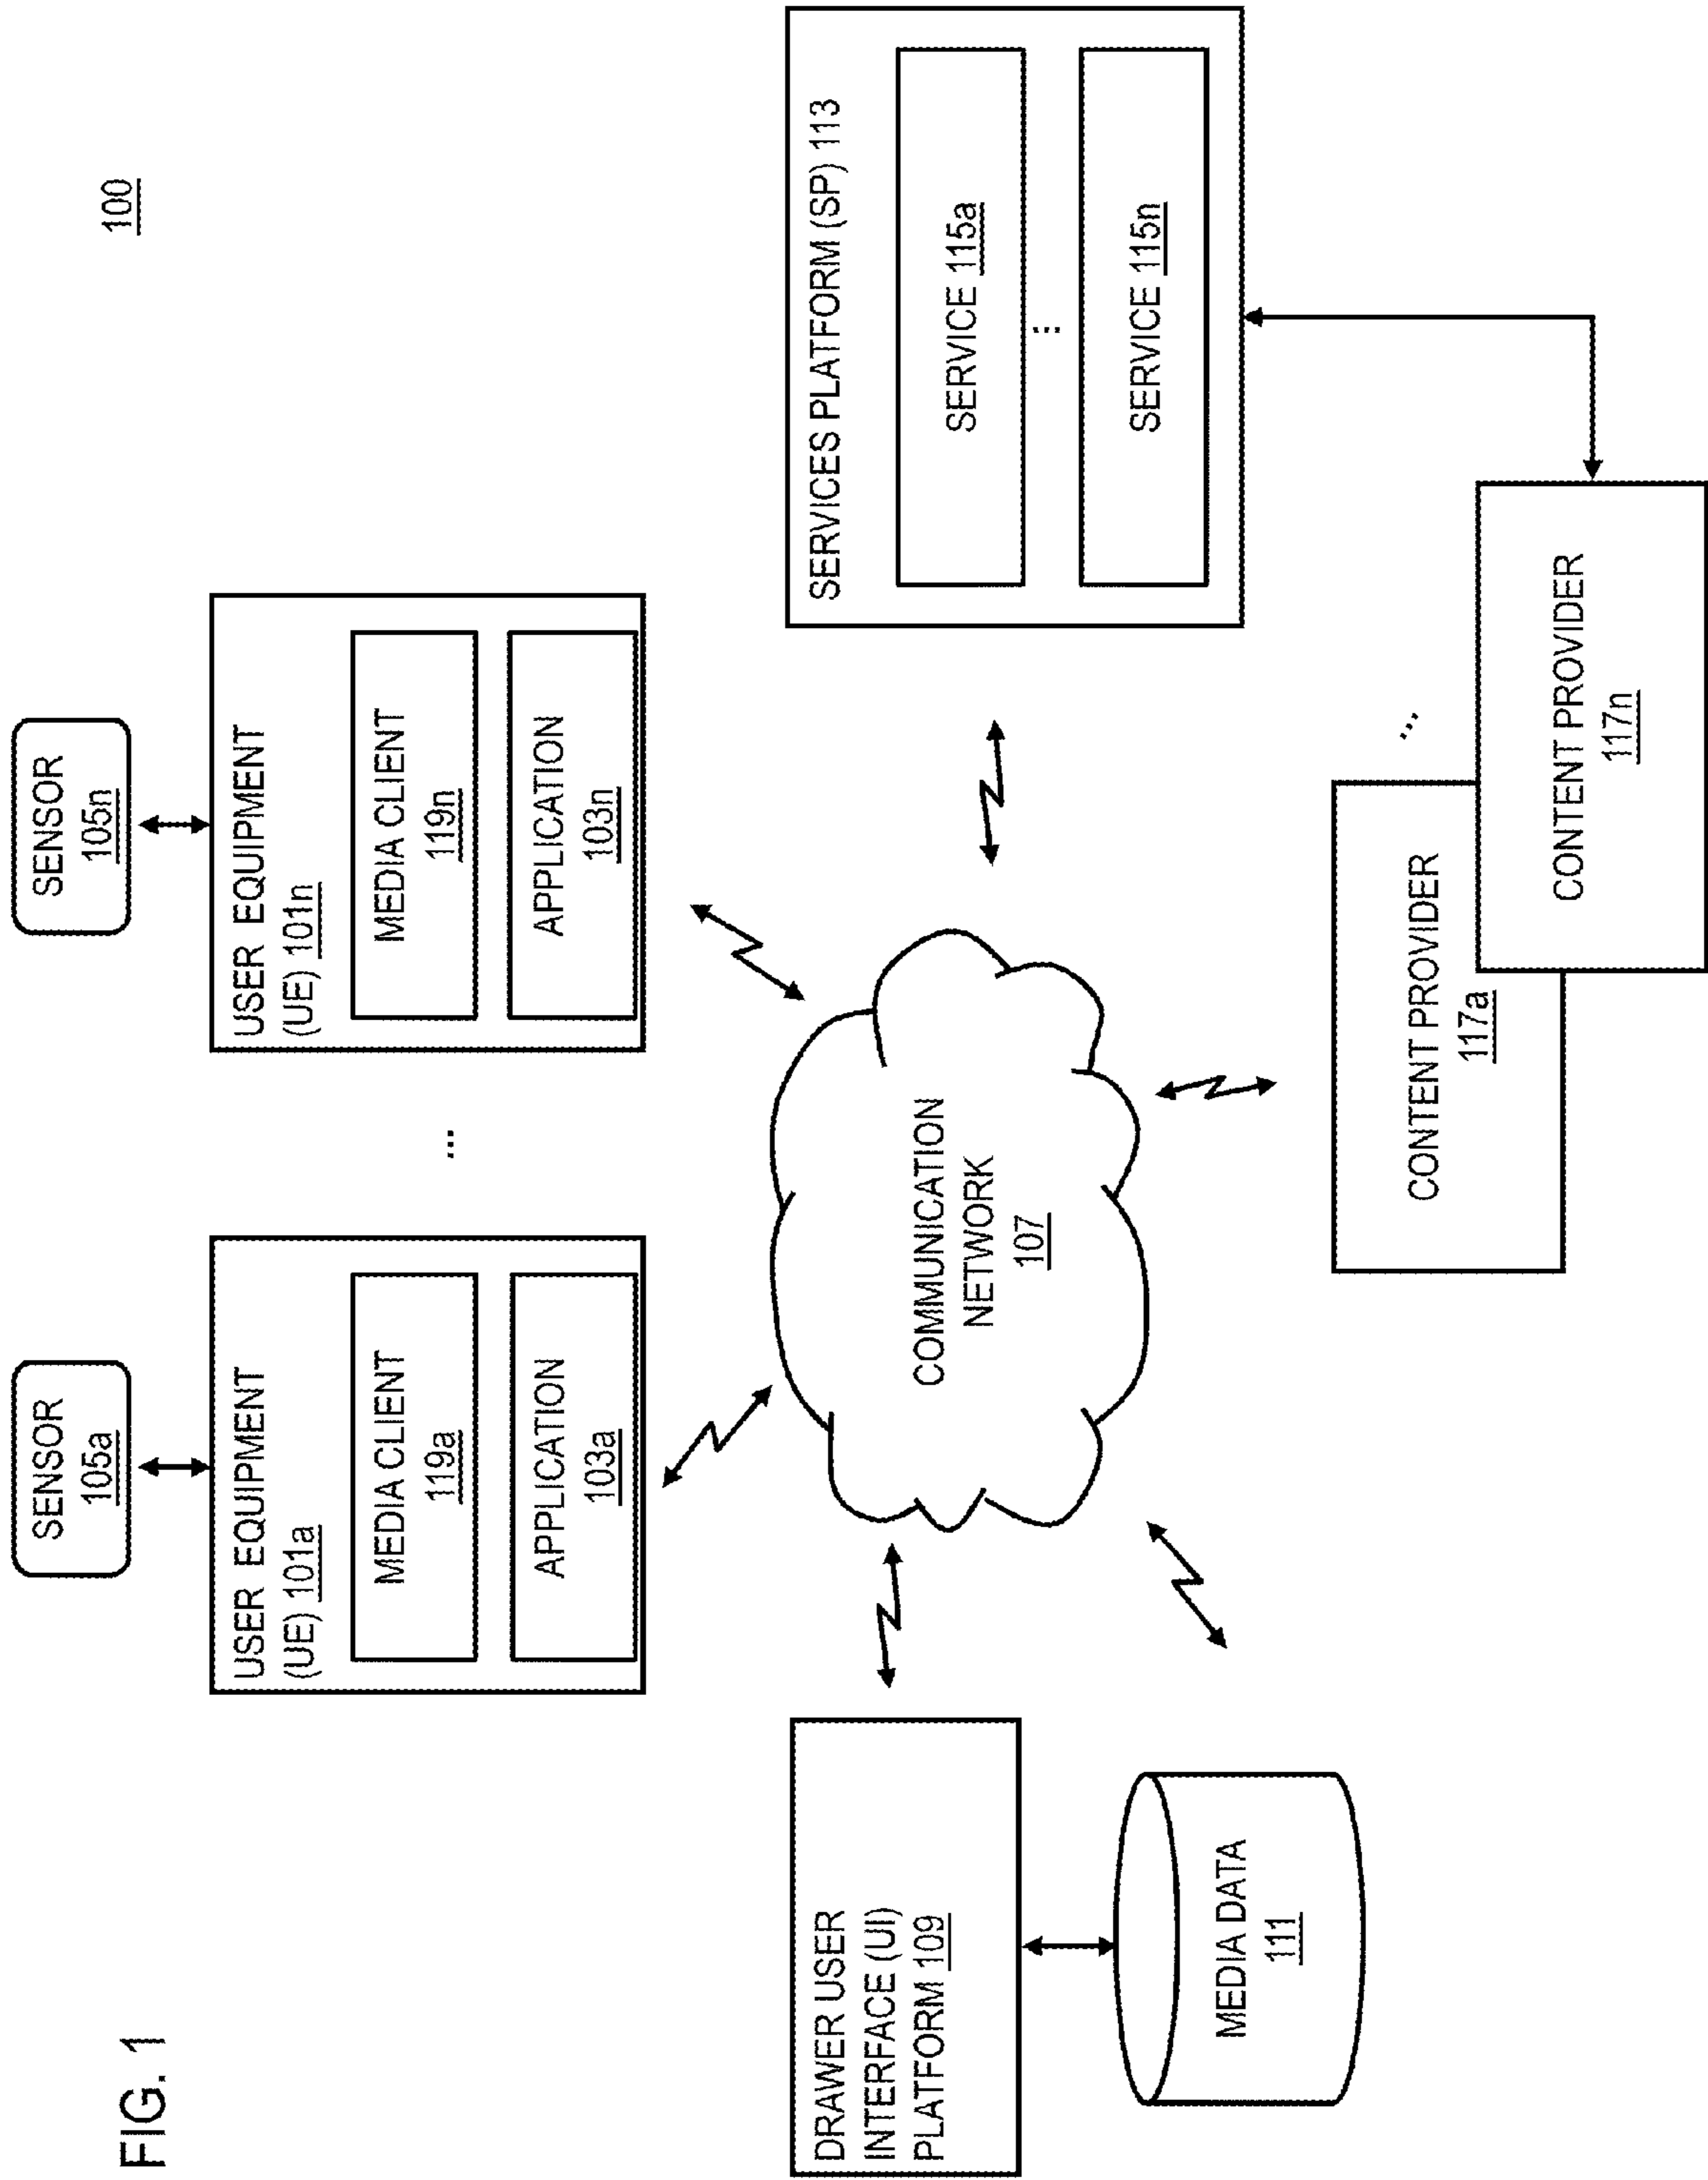 FIG. 1
100
SENSOR
105a
SENSOR
105n
USER EQUIPMENT
(UE) 101a
MEDIA CLIENT
119a
APPLICATION
103a
...
USER EQUIPMENT
(UE) 101n
MEDIA CLIENT
119n
APPLICATION
103n
DRAWER USER
INTERFACE (UI)
PLATFORM 109
MEDIA DATA
111
COMMUNICATION
NETWORK
107
SERVICES PLATFORM (SP) 113
SERVICE 115a
...
SERVICE 115n
CONTENT PROVIDER
117a
...
CONTENT PROVIDER
117n